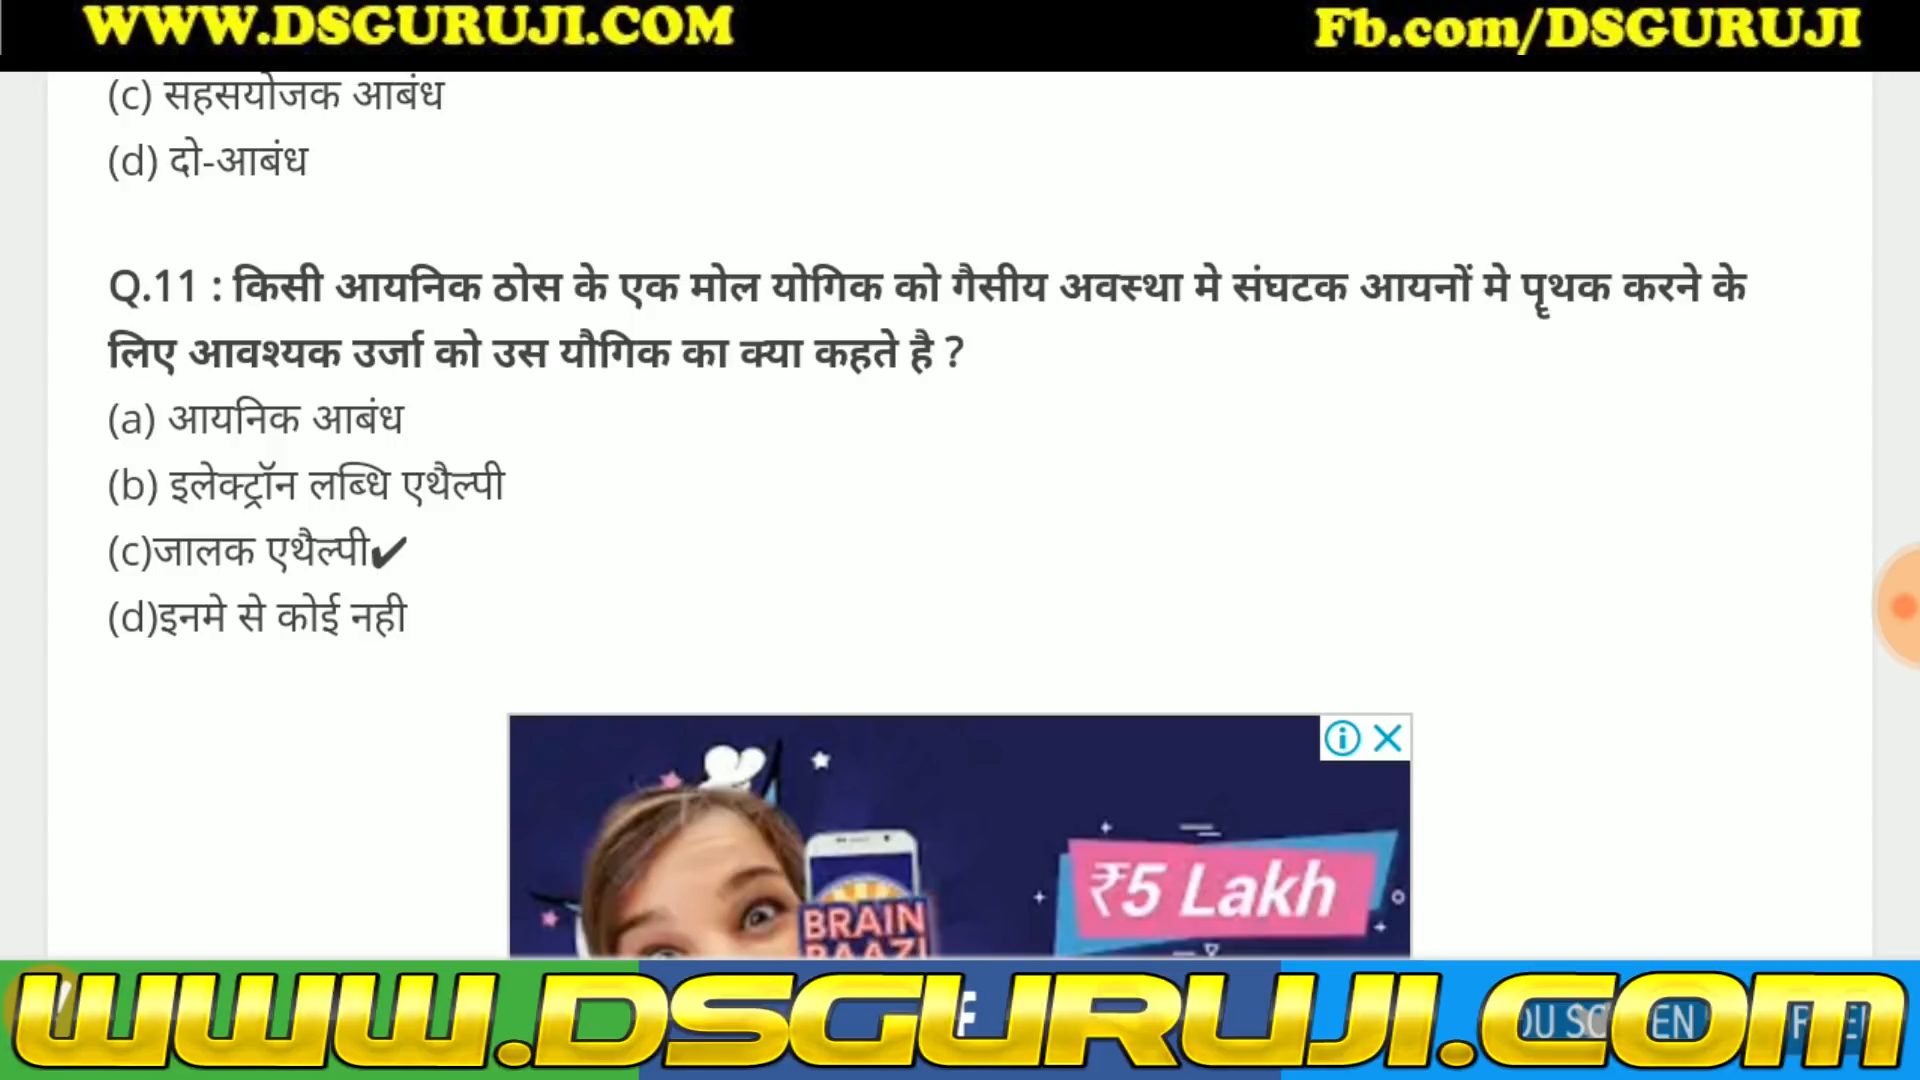 WWW.DSGURUJI.COM
Fb.com/DSGURUJI
(c) सहसयोजक आबंध
(d) दो-आबंध
Q.11 : किसी आयनिक ठोस के एक मोल योगिक को गैसीय अवस्था मे संघटक आयनों मे पृथक करने के
लिए आवश्यक उर्जा को उस यौगिक का क्या कहते है ?
(a) आयनिक आबंध
(b) इलेक्ट्रॉन लब्धि एथैल्पी
(c)जालक एथैल्पी✔
(d)इनमे से कोई नही
₹5 Lakh
BRAIN
BAAZI
WWW.DSGURUJI.COM